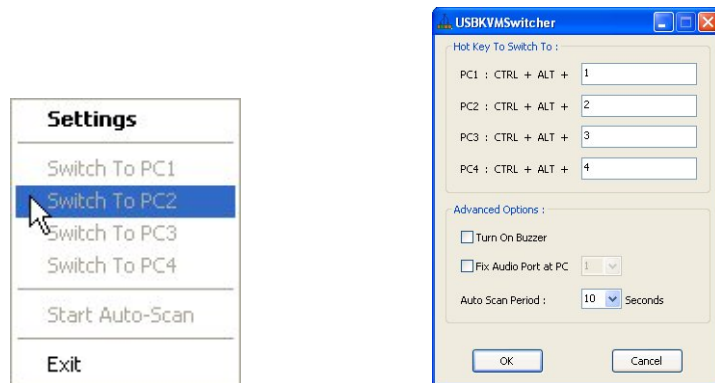 Settings
Switch To PC1
Switch To PC2
Switch To PC3
Switch To PC4
Start Auto-Scan
Exit
USBKVMSwitcher
Hot Key To Switch To :
PC1 : CTRL + ALT + 1
PC2 : CTRL + ALT + 2
PC3 : CTRL + ALT + 3
PC4 : CTRL + ALT + 4
Advanced Options :
Turn On Buzzer
Fix Audio Port at PC 1
Auto Scan Period : 10 Seconds
OK Cancel